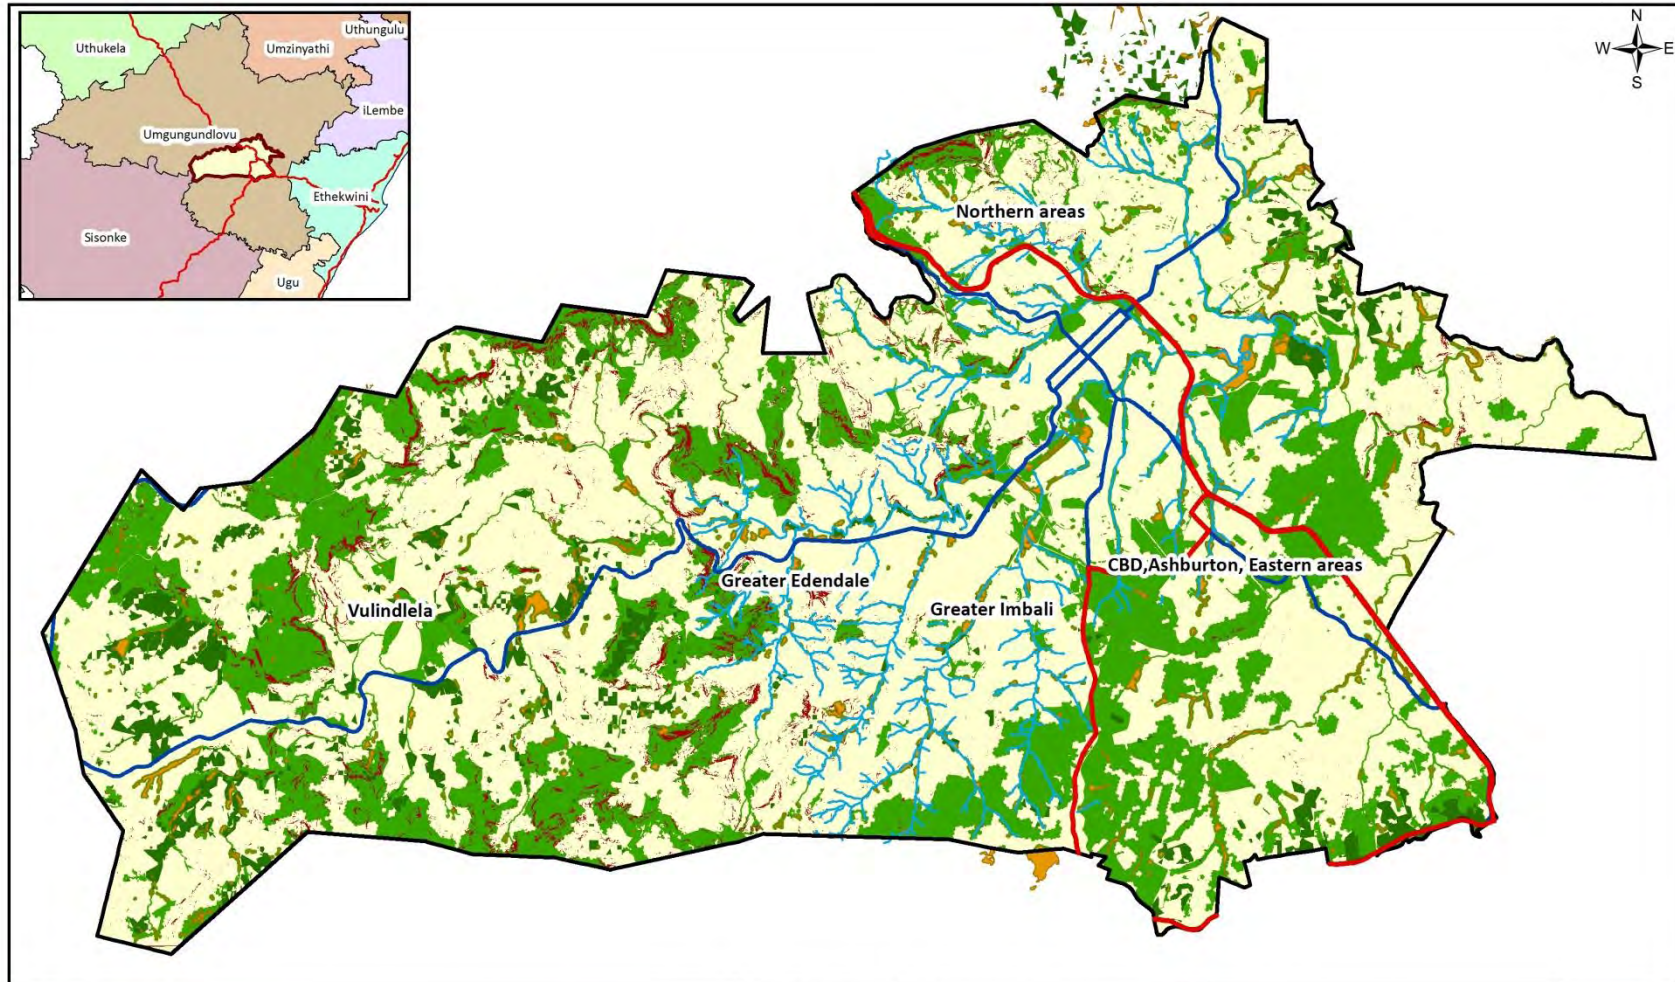 Uthukela
Umzinyathi
Uthungulu
iLembe
Umgungundlovu
Ethekwini
Sisonke
Ugu
N
W E
S
Northern areas
Greater Edendale
CBD,Ashburton, Eastern areas
Vulindlela
Greater Imbali